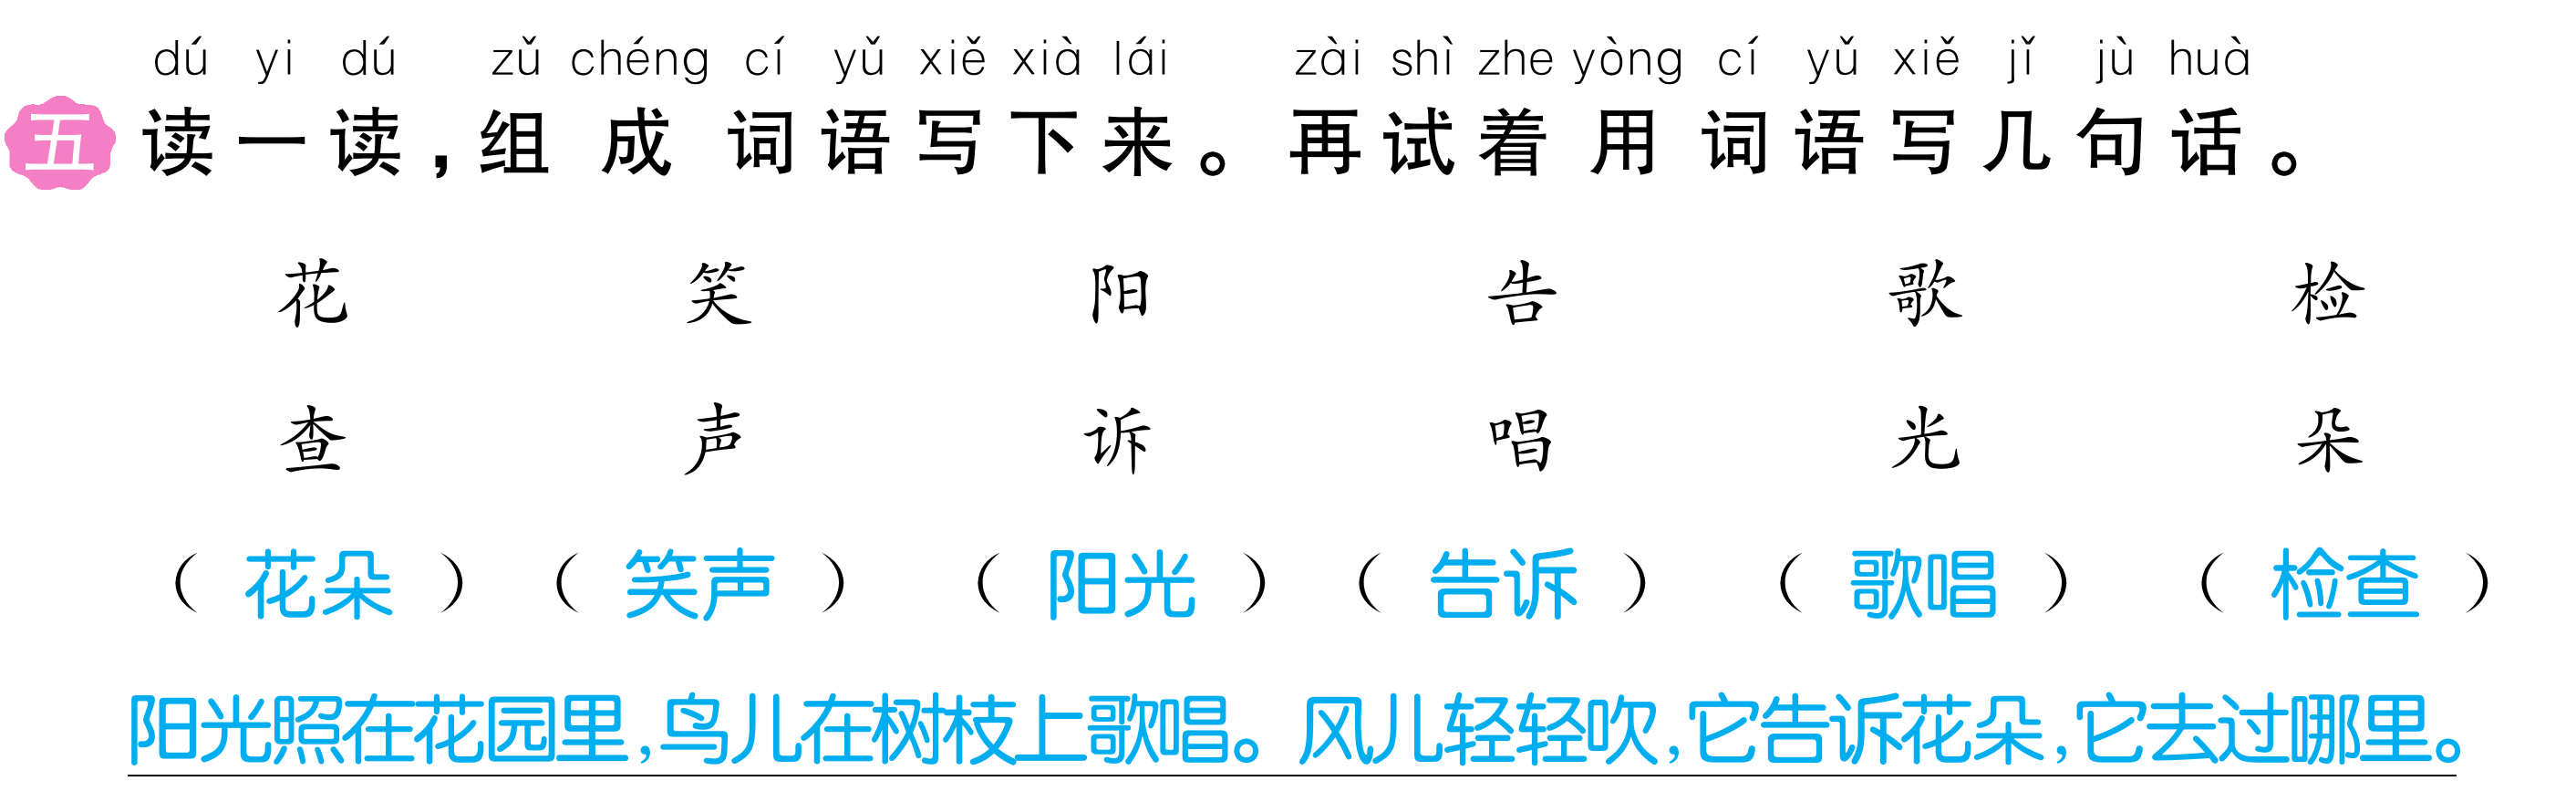 dú yi dú zǔ chéng cí yǔ xiě xià lái zài shì zhe yòng cí yǔ xiě jǐ jù huà
五 读一读,组成词语写下来。再试着用词语写几句话。
花 笑 阳 告 歌 检
查 声 诉 唱 光 朵
( 花朵 ) ( 笑声 ) ( 阳光 ) ( 告诉 ) ( 歌唱 ) ( 检查 )
阳光照在花园里,鸟儿在树枝上歌唱。风儿轻轻吹,它告诉花朵,它去过哪里。